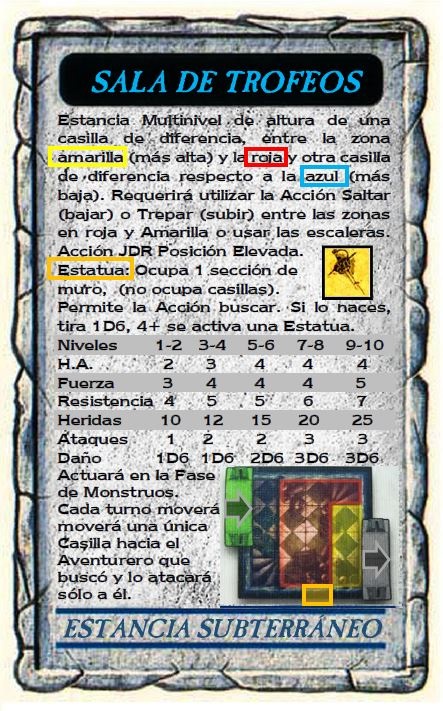 SALA DE TROFEOS
Estancia Multinivel de altura de una
casilla de diferencia, entre la zona
amarilla (más alta) y la roja y otra casilla
de diferencia respecto a la azul (más
baja). Requerirá utilizar la Acción Saltar
(bajar) o Trepar (subir) entre las zonas
en roja y Amarilla o usar las escaleras.
Acción JDR Posición Elevada.
Estatua: Ocupa 1 sección de
muro, (no ocupa casillas).
Permite la Acción buscar. Si lo haces,
tira 1D6, 4+ se activa una Estatua.
Niveles 1-2 3-4 5-6 7-8 9-10
H.A. 2 3 4 4 4
Fuerza 3 4 4 4 5
Resistencia 4 5 5 6 7
Heridas 10 12 15 20 25
Ataques 1 2 2 3 3
Daño 1D6 1D6 2D6 3D6 3D6
Actuará en la Fase
de Monstruos.
Cada turno moverá
moverá una única
Casilla hacia el
Aventurero que
buscó y lo atacará
sólo a él.
ESTANCIA SUBTERRÁNEO